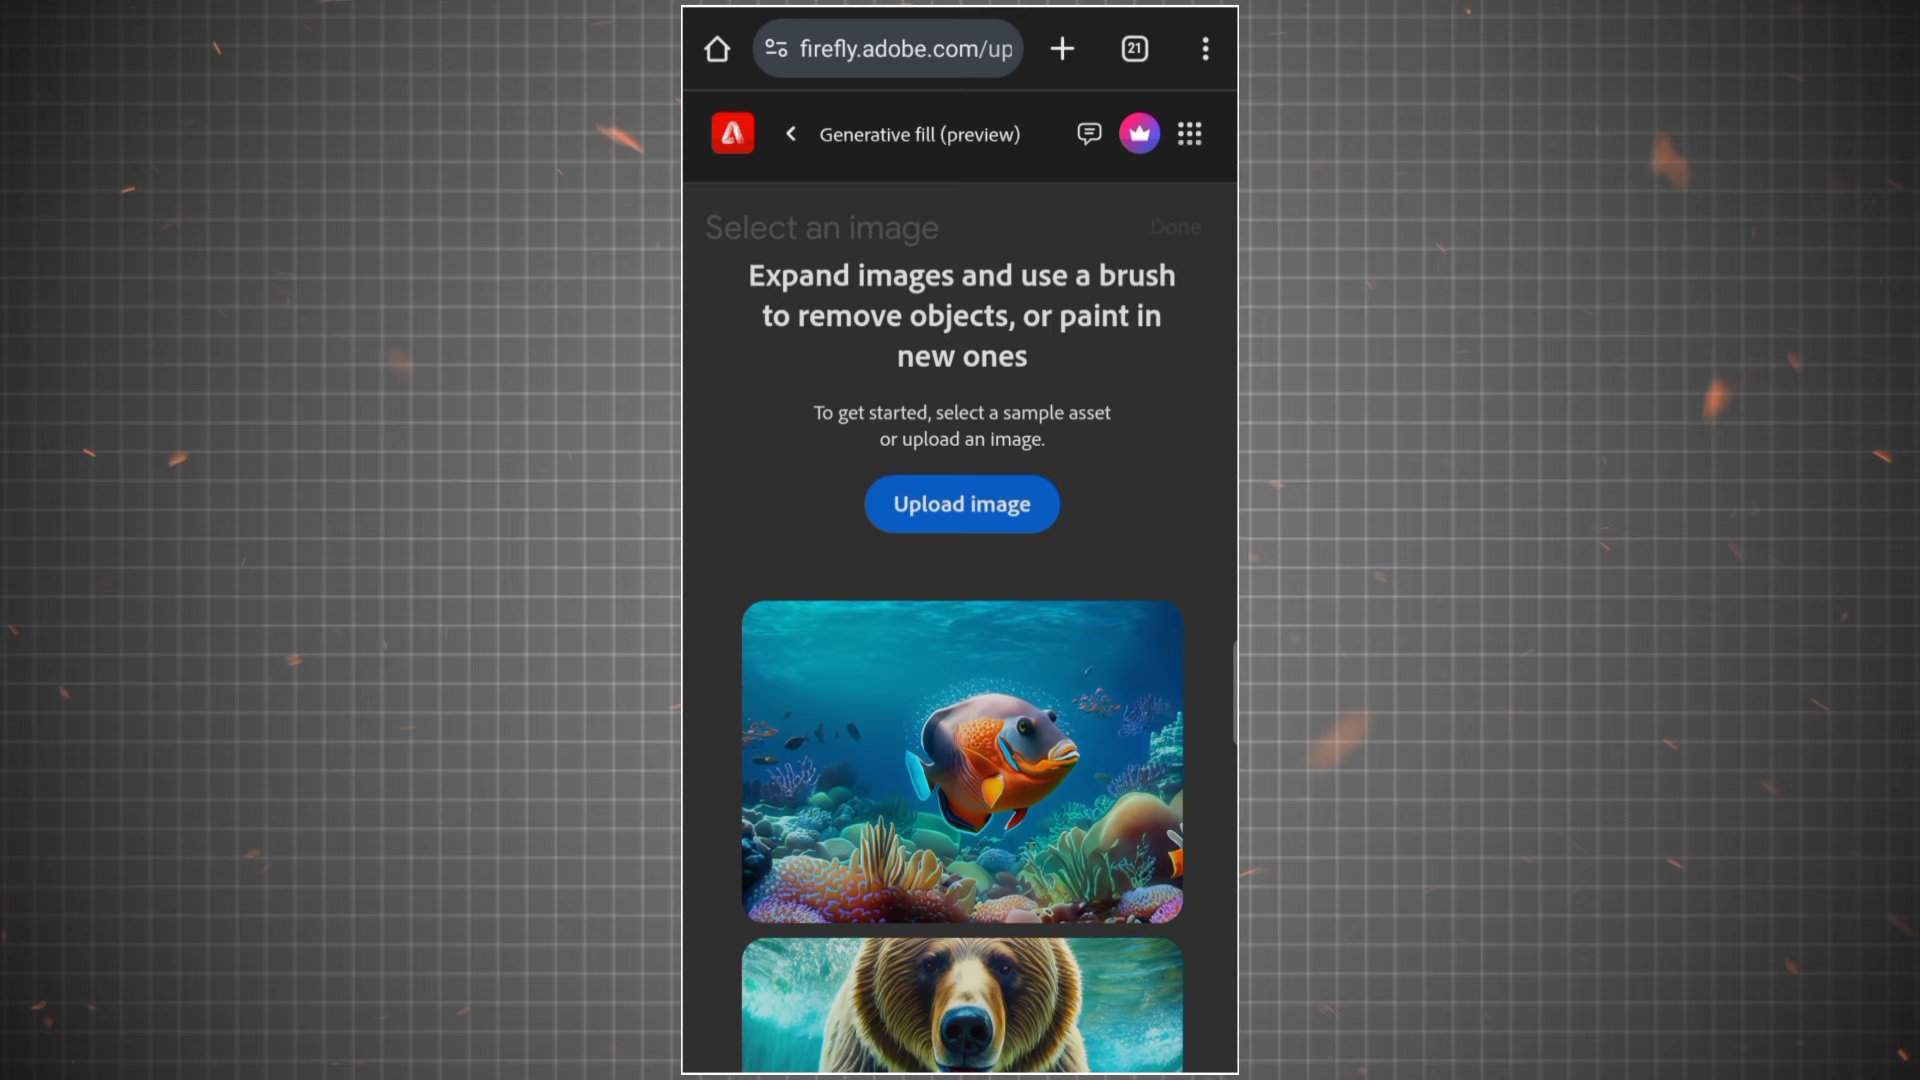 firefly.adobe.com/up
21
Generative fill (preview)
Select an image
Done
Expand images and use a brush
to remove objects, or paint in
new ones
To get started, select a sample asset
or upload an image.
Upload image